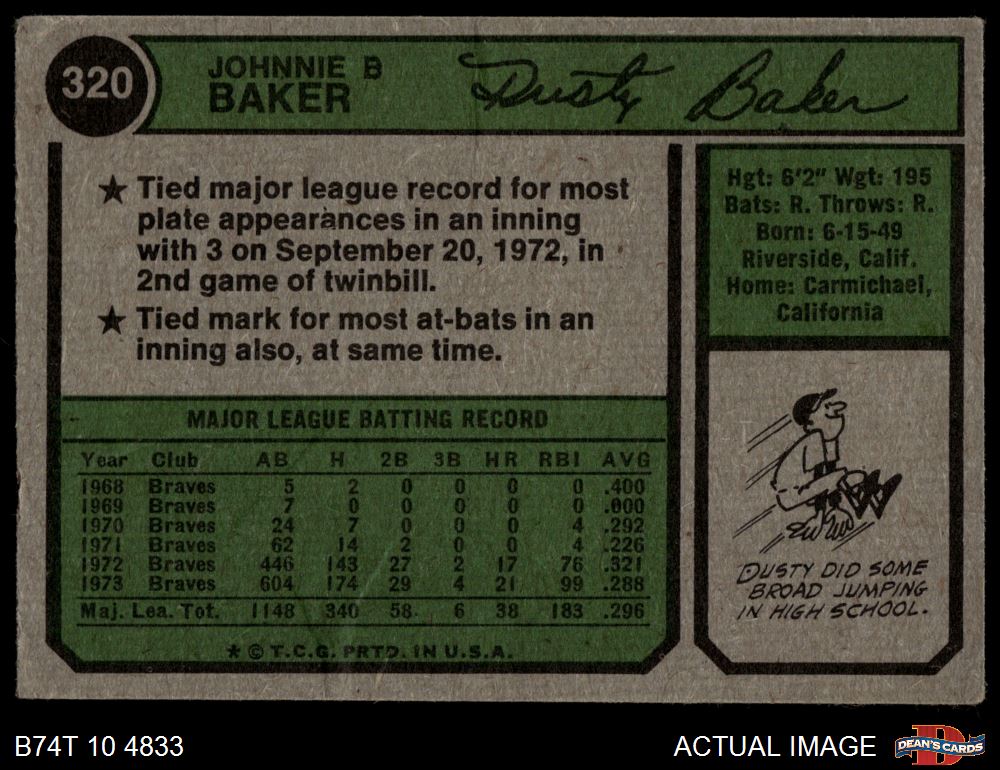 320
JOHNNIE B
BAKER
Dusty Baker
★ Tied major league record for most
plate appearances in an inning
with 3 on September 20, 1972, in
2nd game of twinbill.
★ Tied mark for most at-bats in an
inning also, at same time.
Hgt: 6'2" Wgt: 195
Bats: R. Throws: R.
Born: 6-15-49
Riverside, Calif.
Home: Carmichael,
California
MAJOR LEAGUE BATTING RECORD
Year Club AB H 2B 3B HR RBI AVG
1968 Braves 5 2 0 0 0 0 .400
1969 Braves 7 0 0 0 0 0 .000
1970 Braves 24 7 0 0 0 4 .292
1971 Braves 62 14 2 0 0 4 .226
1972 Braves 446 143 27 2 17 76 .321
1973 Braves 604 174 29 4 21 99 .288
Maj. Lea. Tot. 1148 340 58 6 38 183 .296
★ © T.C.G. PRTD. IN U.S.A.
DUSTY DID SOME
BROAD JUMPING
IN HIGH SCHOOL.
B74T 10 4833
ACTUAL IMAGE
D
DEAN'S CARDS